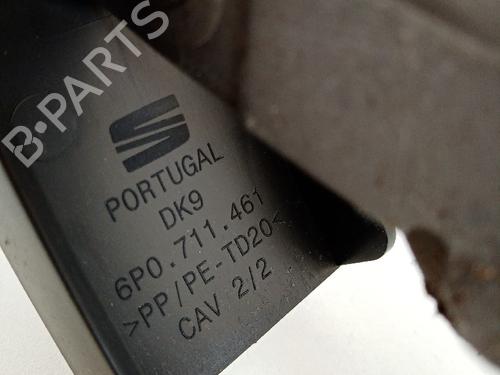 B-PARTS
PORTUGAL
DK9
6P0.711.461
>PP/PE-TD20<
CAV 2/2